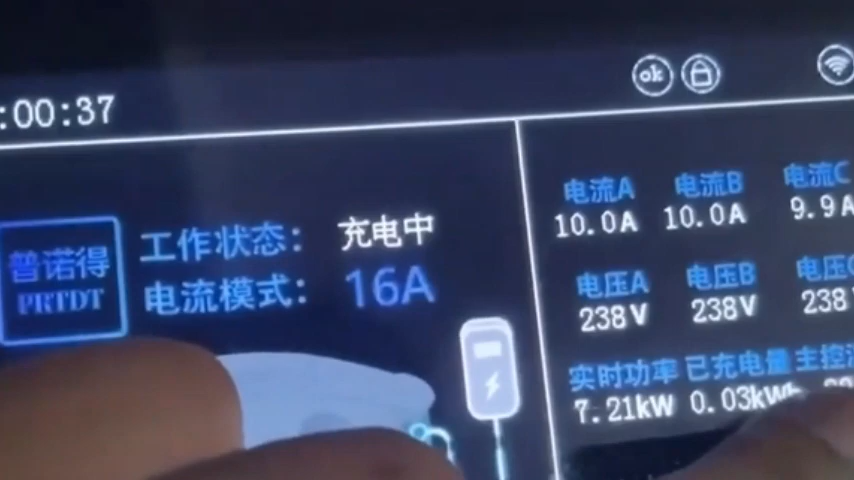 :00:37
ok
普诺得
PRTDT
工作状态： 充电中
电流模式： 16A
电流A 电流B 电流C
10.0A 10.0A 9.9A
电压A 电压B 电压C
238V 238V 238
实时功率 已充电量 主控
7.21kW 0.03kWh